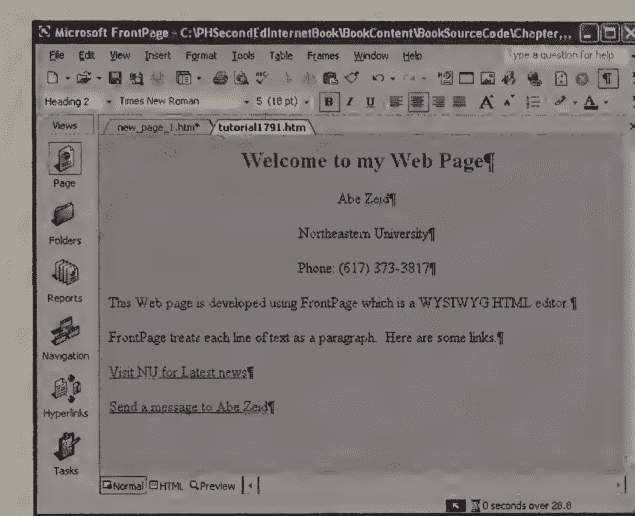 Microsoft FrontPage - C:\PHSecondEdInternetBook\BookContent\BookSourceCode\Chapter...
File Edit View Insert Format Tools Table Frames Window Help Type a question for help
Heading 2 Times New Roman 5 (18 pt) B I U A A A
Views new_page_1.htm* tutorial1791.htm
Welcome to my Web Page¶
Page
Abe Zeid¶
Folders
Northeastern University¶
Phone: (617) 373-3817¶
Reports
This Web page is developed using FrontPage which is a WYSIWYG HTML editor.¶
FrontPage treats each line of text as a paragraph. Here are some links.¶
Navigation
Visit NU for Latest news¶
Send a message to Abe Zeid¶
Hyperlinks
Tasks
Normal HTML Preview
0 seconds over 28.8